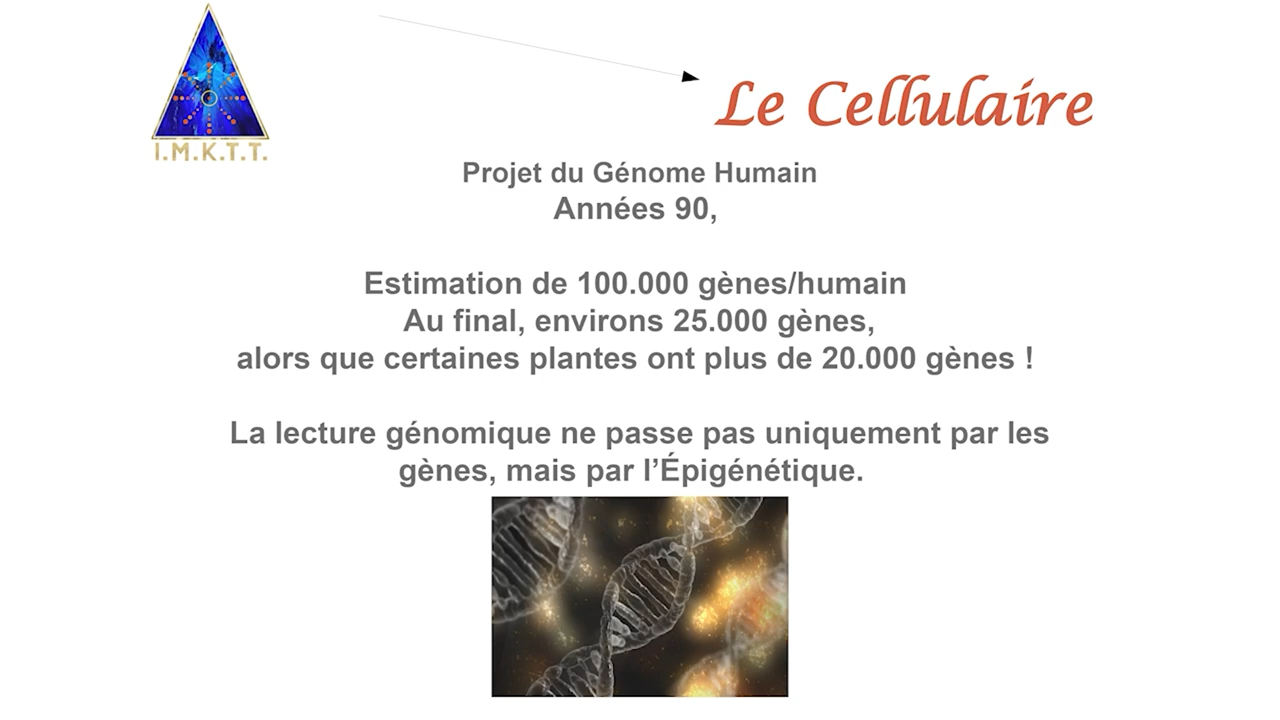 Le Cellulaire
I.M.K.T.T.
Projet du Génome Humain
Années 90,
Estimation de 100.000 gènes/humain
Au final, environs 25.000 gènes,
alors que certaines plantes ont plus de 20.000 gènes !
La lecture génomique ne passe pas uniquement par les
gènes, mais par l’Épigénétique.